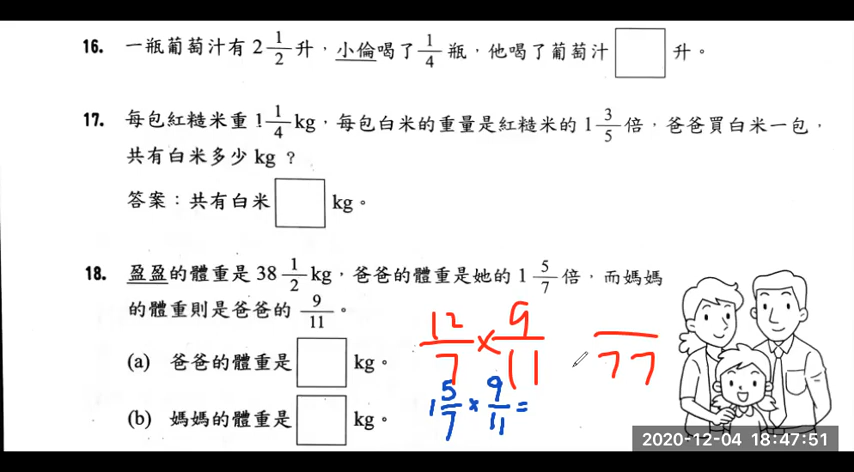 16. 一瓶葡萄汁有 2 1/2 升，小倫喝了 1/4 瓶，他喝了葡萄汁 升。
17. 每包紅糙米重 1 1/4 kg，每包白米的重量是紅糙米的 1 3/5 倍，爸爸買白米一包，
共有白米多少 kg ？
答案：共有白米 kg。
18. 盈盈的體重是 38 1/2 kg，爸爸的體重是她的 1 5/7 倍，而媽媽
的體重則是爸爸的 9/11 。
(a) 爸爸的體重是 kg。
(b) 媽媽的體重是 kg。
12/7 × 9/11
77
1 5/7 × 9/11 =
2020-12-04 18:47:51